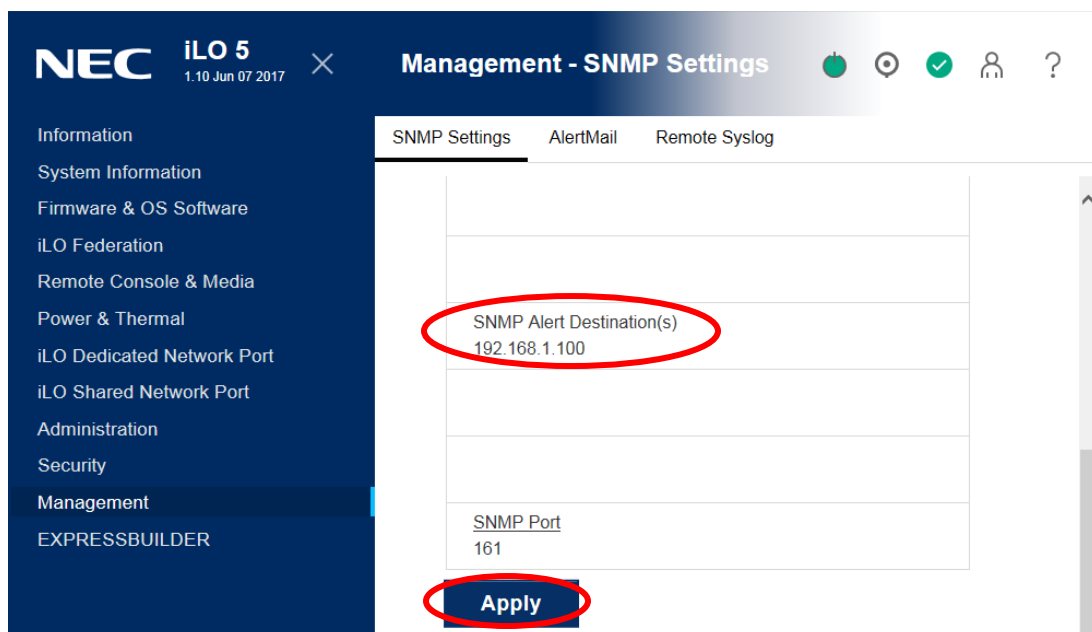 NEC
iLO 5
1.10 Jun 07 2017
Management - SNMP Settings
?
Information
System Information
Firmware & OS Software
iLO Federation
Remote Console & Media
Power & Thermal
iLO Dedicated Network Port
iLO Shared Network Port
Administration
Security
Management
EXPRESSBUILDER
SNMP Settings AlertMail Remote Syslog
SNMP Alert Destination(s)
192.168.1.100
SNMP Port
161
Apply